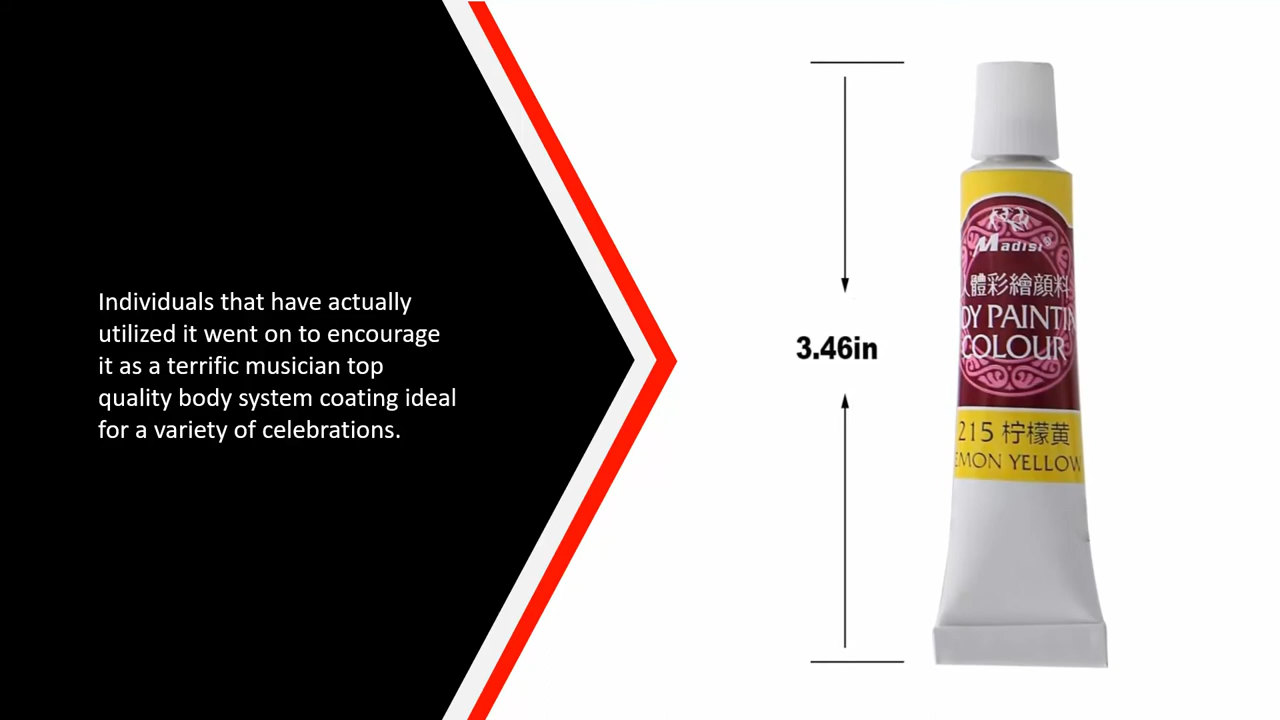 Individuals that have actually
utilized it went on to encourage
it as a terrific musician top
quality body system coating ideal
for a variety of celebrations.
3.46in
Madisi
人體彩繪顔料
DY PAINTIN
COLOUR
215 柠檬黄
EMON YELLOW